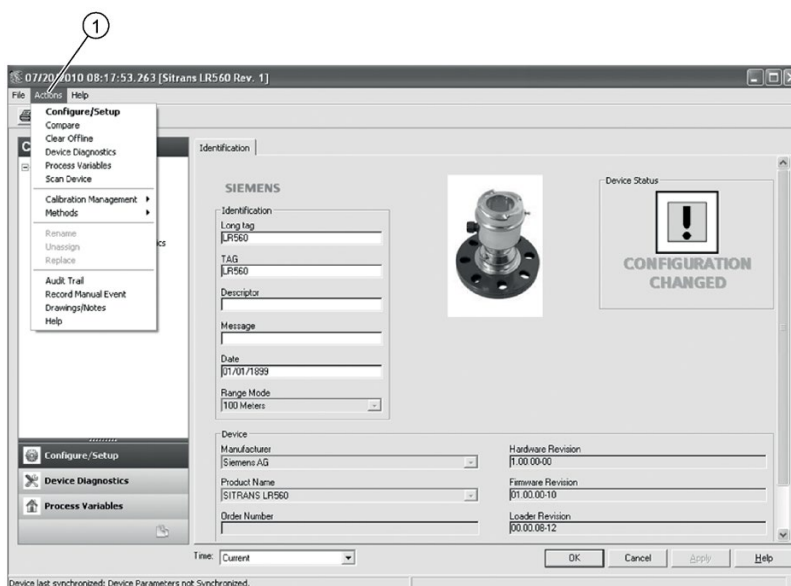 1
07/20/2010 08:17:53.263 [Sitrans LR560 Rev. 1]
File Actions Help
Configure/Setup
Compare
Clear Offline
Device Diagnostics
Process Variables
Scan Device
Calibration Management
Methods
Rename
Unassign
Replace
Audit Trail
Record Manual Event
Drawings/Notes
Help
Configure/Setup
Device Diagnostics
Process Variables
Identification
SIEMENS
Identification
Long tag
LR560
TAG
LR560
Descriptor
Message
Date
01/01/1899
Range Mode
100 Meters
Device Status
CONFIGURATION
CHANGED
Device
Manufacturer
Siemens AG
Product Name
SITRANS LR560
Order Number
Hardware Revision
1.00.00-00
Firmware Revision
01.00.00-10
Loader Revision
00.00.08-12
Time: Current
OK Cancel Apply Help
Device last synchronized: Device Parameters not Synchronized.